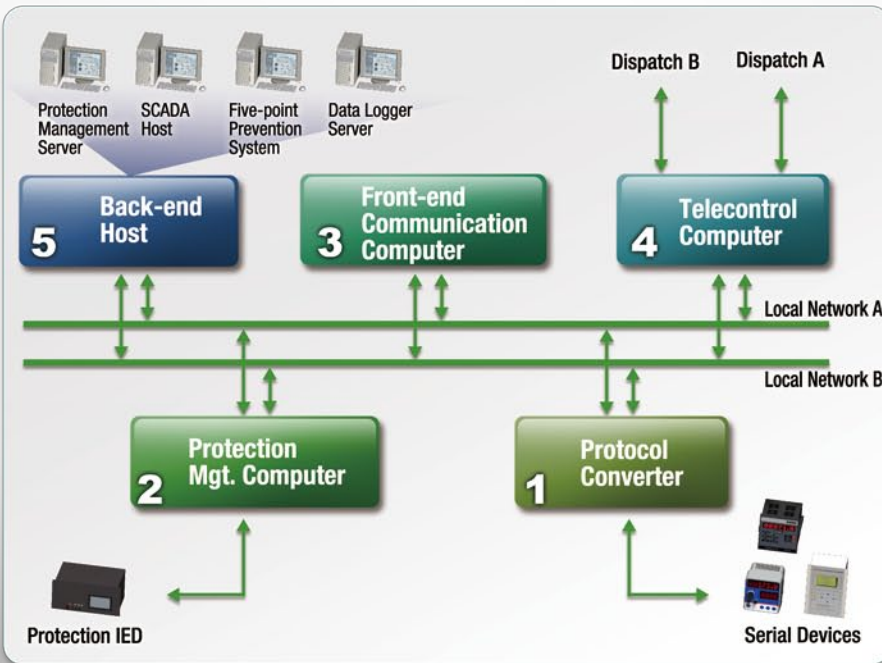 Protection
Management
Server
SCADA
Host
Five-point
Prevention
System
Data Logger
Server
Dispatch B
Dispatch A
5
Back-end
Host
3
Front-end
Communication
Computer
4
Telecontrol
Computer
Local Network A
Local Network B
2
Protection
Mgt. Computer
1
Protocol
Converter
Protection IED
Serial Devices